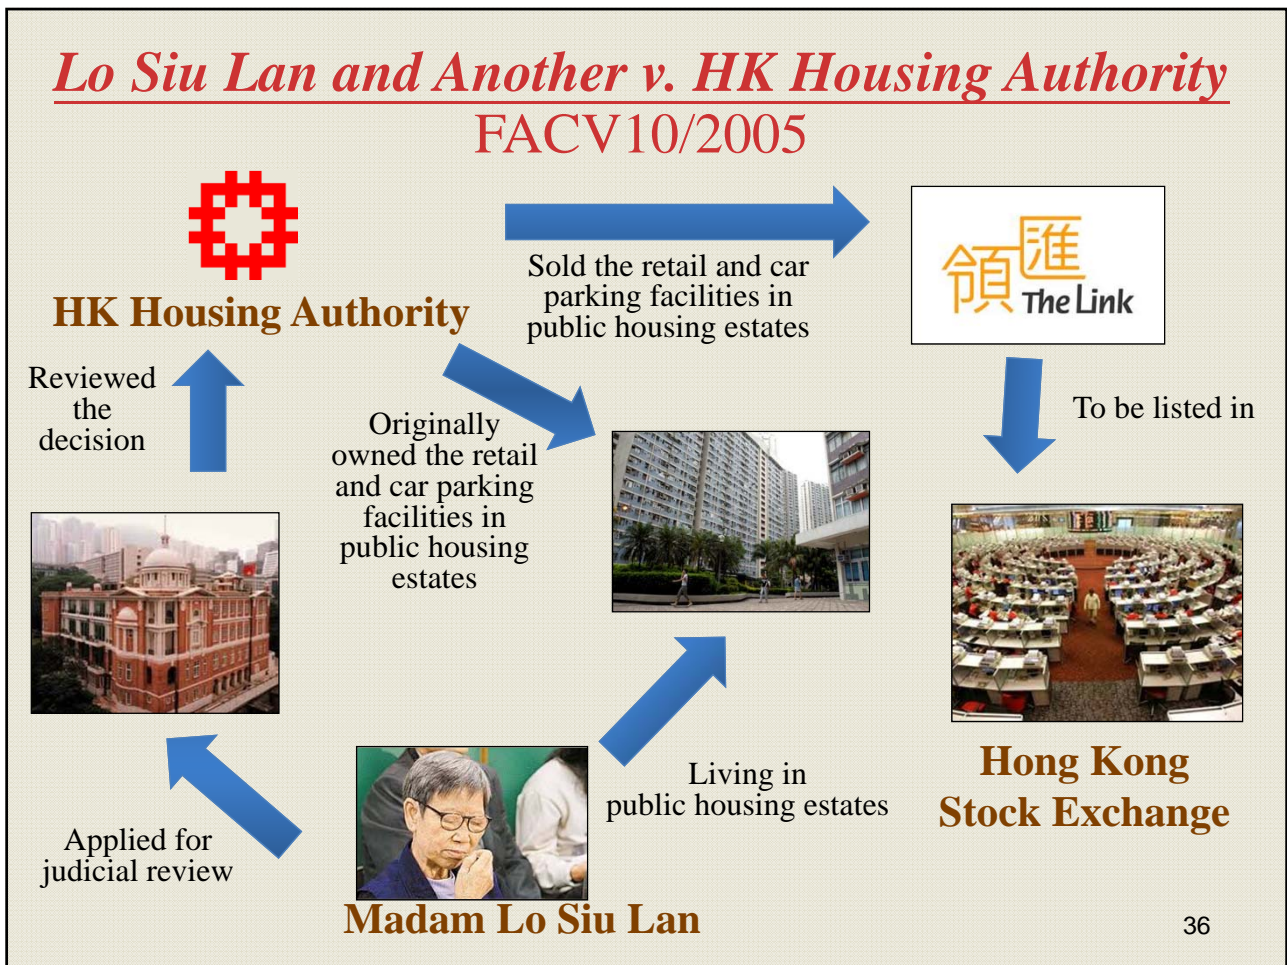 Lo Siu Lan and Another v. HK Housing Authority
FACV10/2005
HK Housing Authority
Sold the retail and car
parking facilities in
public housing estates
領匯
The Link
Reviewed
the
decision
Originally
owned the retail
and car parking
facilities in
public housing
estates
To be listed in
Applied for
judicial review
Living in
public housing estates
Madam Lo Siu Lan
Hong Kong
Stock Exchange
36